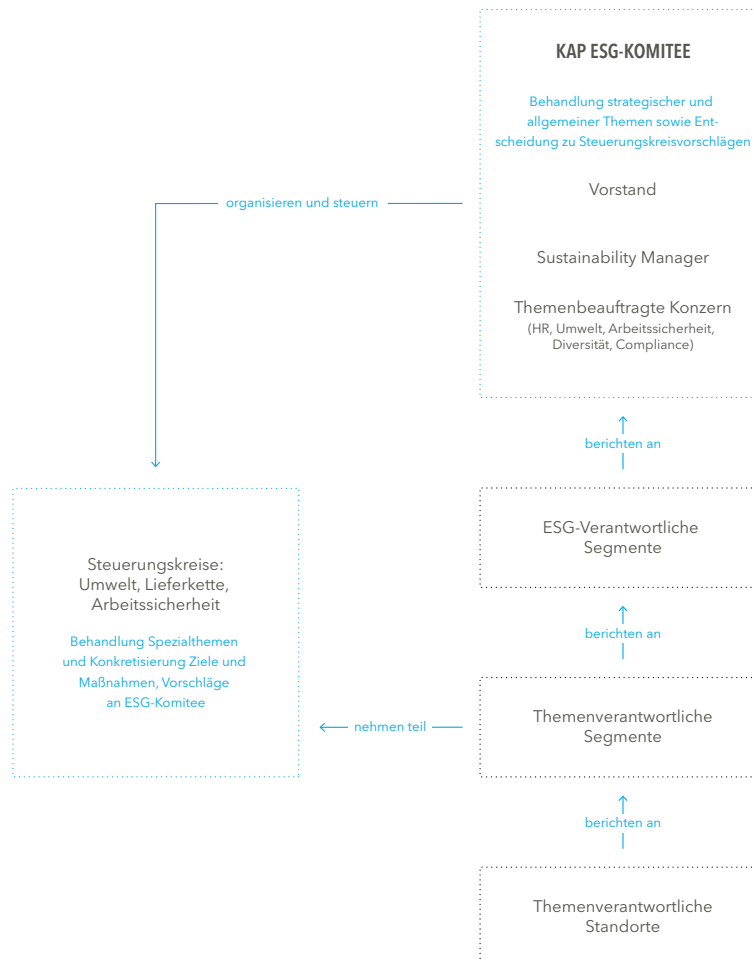 KAP ESG-KOMITEE
Behandlung strategischer und
allgemeiner Themen sowie Ent-
scheidung zu Steuerungskreisvorschlägen
Vorstand
organisieren und steuern
Sustainability Manager
Themenbeauftragte Konzern
(HR, Umwelt, Arbeitssicherheit,
Diversität, Compliance)
berichten an
ESG-Verantwortliche
Segmente
Steuerungskreise:
Umwelt, Lieferkette,
Arbeitssicherheit
Behandlung Spezialthemen
und Konkretisierung Ziele und
Maßnahmen, Vorschläge
an ESG-Komitee
berichten an
Themenverantwortliche
Segmente
nehmen teil
berichten an
Themenverantwortliche
Standorte